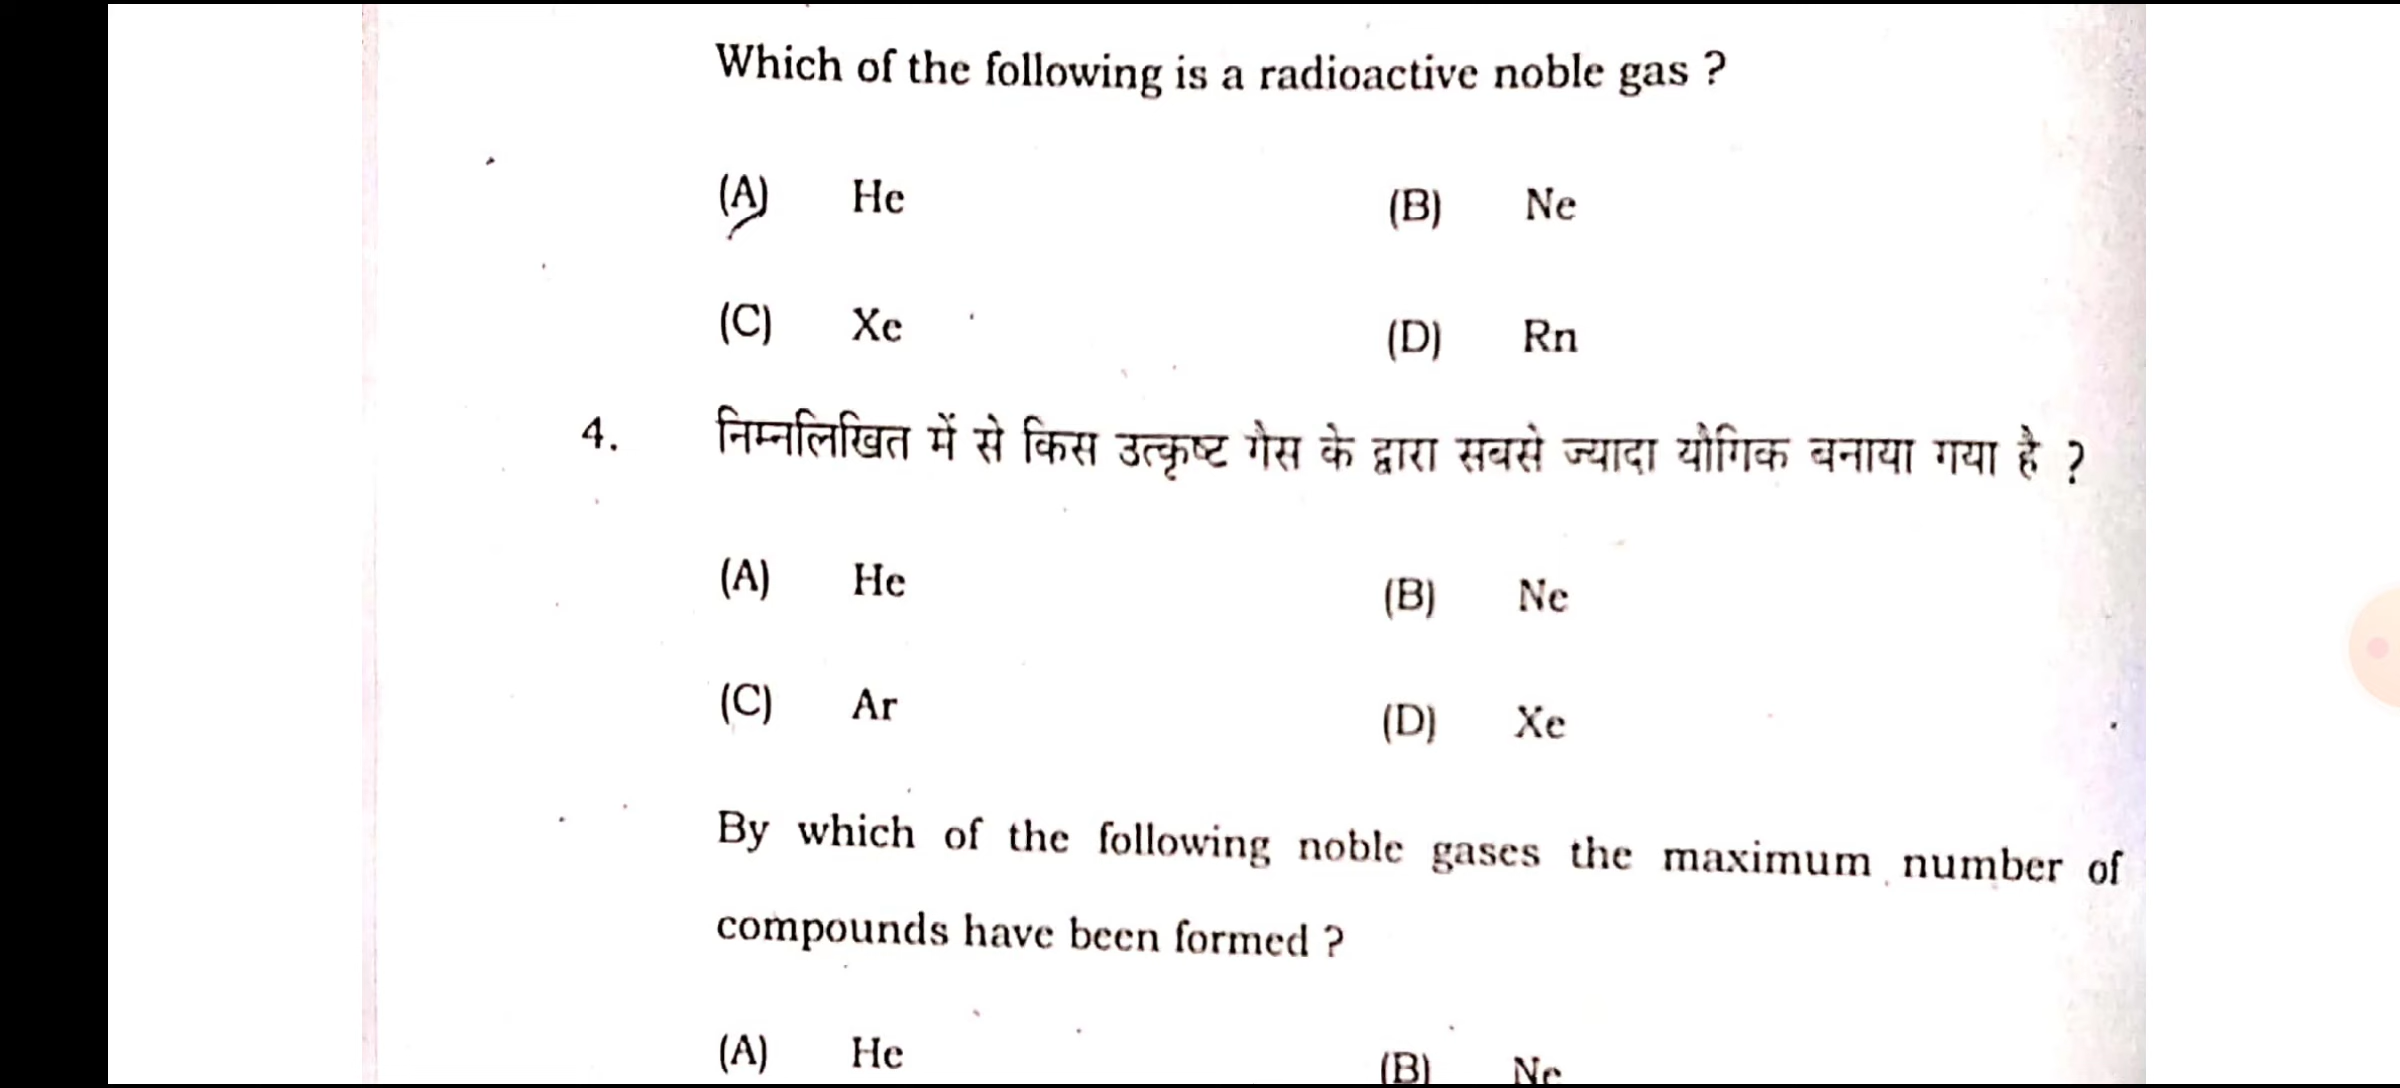 Which of the following is a radioactive noble gas ?
(A) He (B) Ne
(C) Xe (D) Rn
4. निम्नलिखित में से किस उत्कृष्ट गैस के द्वारा सबसे ज्यादा यौगिक बनाया गया है ?
(A) He (B) Ne
(C) Ar (D) Xe
By which of the following noble gases the maximum number of
compounds have been formed ?
(A) He (B) Ne